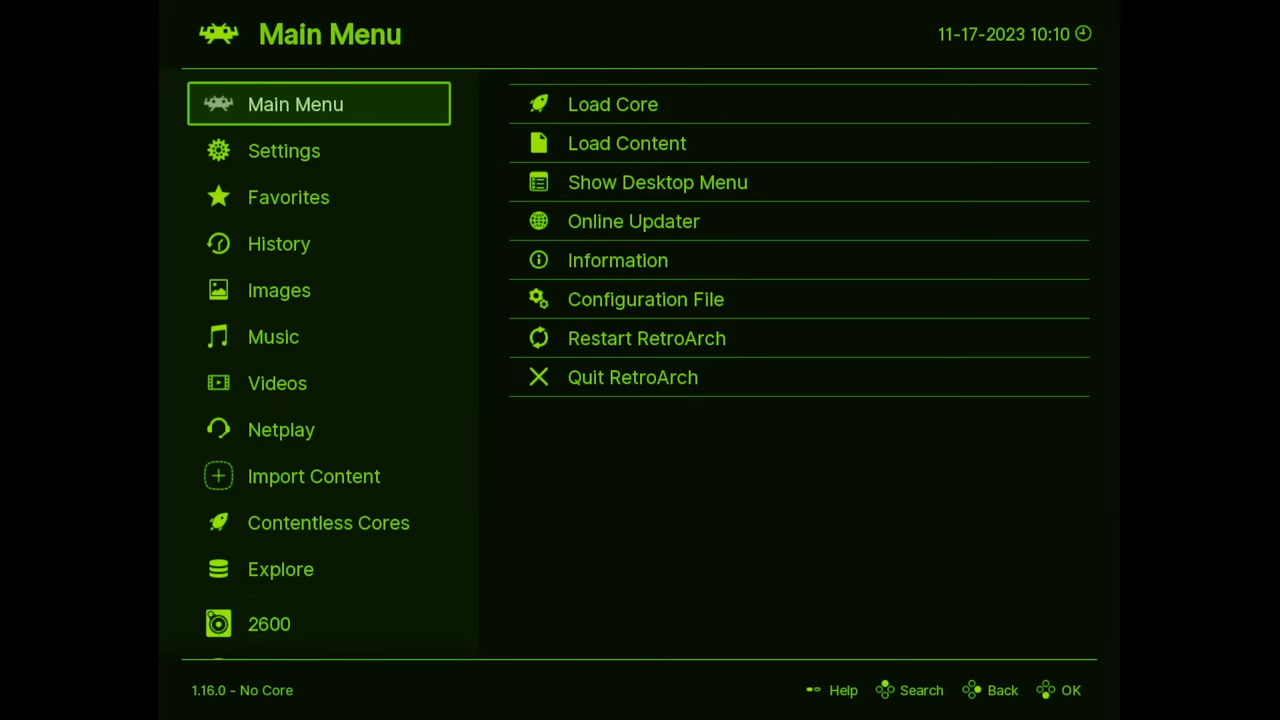 Main Menu
11-17-2023 10:10
Main Menu
Settings
Favorites
History
Images
Music
Videos
Netplay
Import Content
Contentless Cores
Explore
2600
Load Core
Load Content
Show Desktop Menu
Online Updater
Information
Configuration File
Restart RetroArch
Quit RetroArch
1.16.0 - No Core
Help
Search
Back
OK